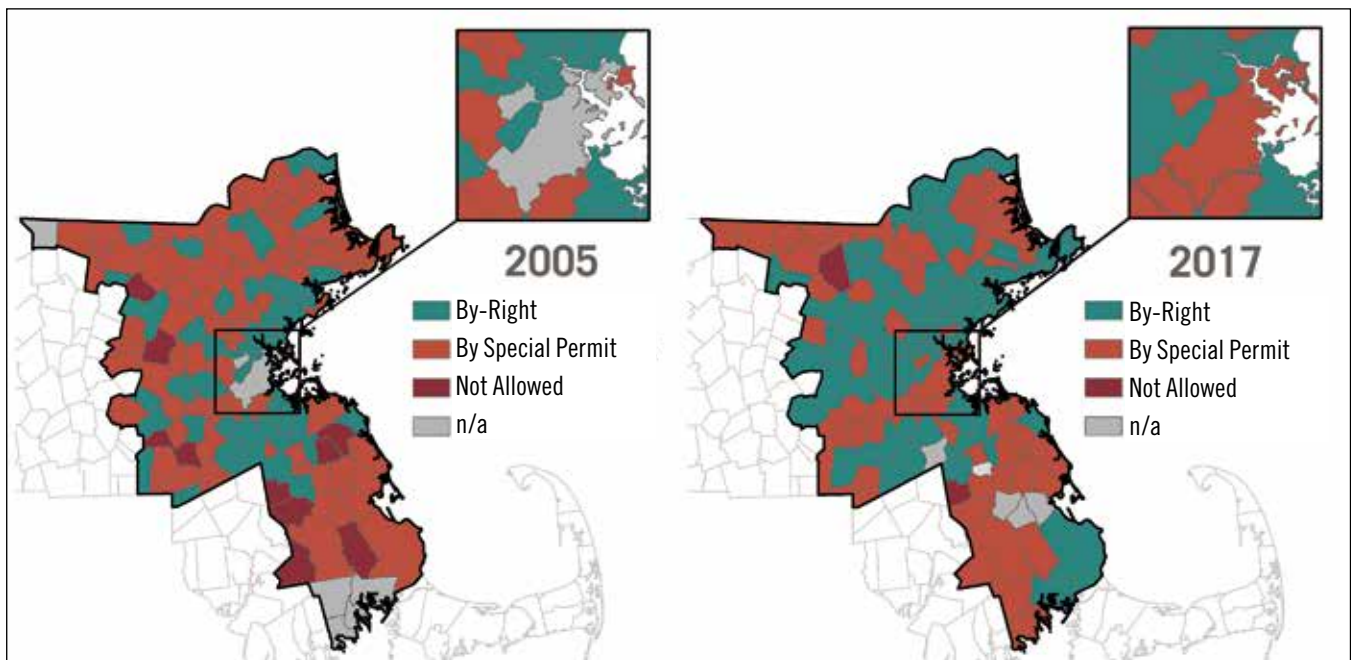 2005
By-Right
By Special Permit
Not Allowed
n/a
2017
By-Right
By Special Permit
Not Allowed
n/a